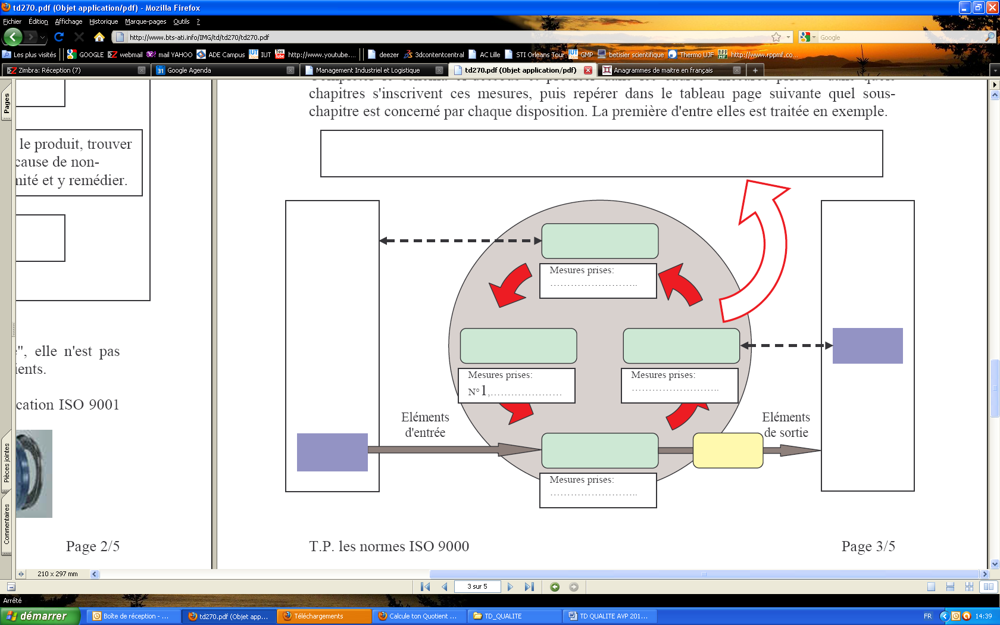 td270.pdf (Objet application/pdf) - Mozilla Firefox
Fichier Édition Affichage Historique Marque-pages Outils ?
http://www.bts-ati.info/IMG/td/td270/td270.pdf
Google
Les plus visités GOOGLE webmail mail YAHOO ADE Campus IUT http://www.youtube.... deezer 3dcontentcentral AC Lille STI Orleans Tour GMP betisier scientifique Thermo UJF http://www.rppmf.co...
Zimbra: Réception (7) Google Agenda Management Industriel et Logistique td270.pdf (Objet application/pdf) Anagrammes de maitre en français
Pages
Pièces jointes
Commentaires
chapitres s'inscrivent ces mesures, puis repérer dans le tableau page suivante quel sous-
chapitre est concerné par chaque disposition. La première d'entre elles est traitée en exemple.
le produit, trouver
cause de non-
mité et y remédier.
", elle n'est pas
ients.
cation ISO 9001
Page 2/5
Mesures prises:
……………………..
Mesures prises:
N°1,…………………
Mesures prises:
……………………..
Eléments
d'entrée
Eléments
de sortie
Mesures prises:
……………………..
T.P. les normes ISO 9000
Page 3/5
210 x 297 mm
3 sur 5
Arrêté
démarrer Boîte de réception - ... td270.pdf (Objet app... Téléchargements Calcule ton Quotient ... TD_QUALITE TD QUALITE AVP 201... FR 14:39